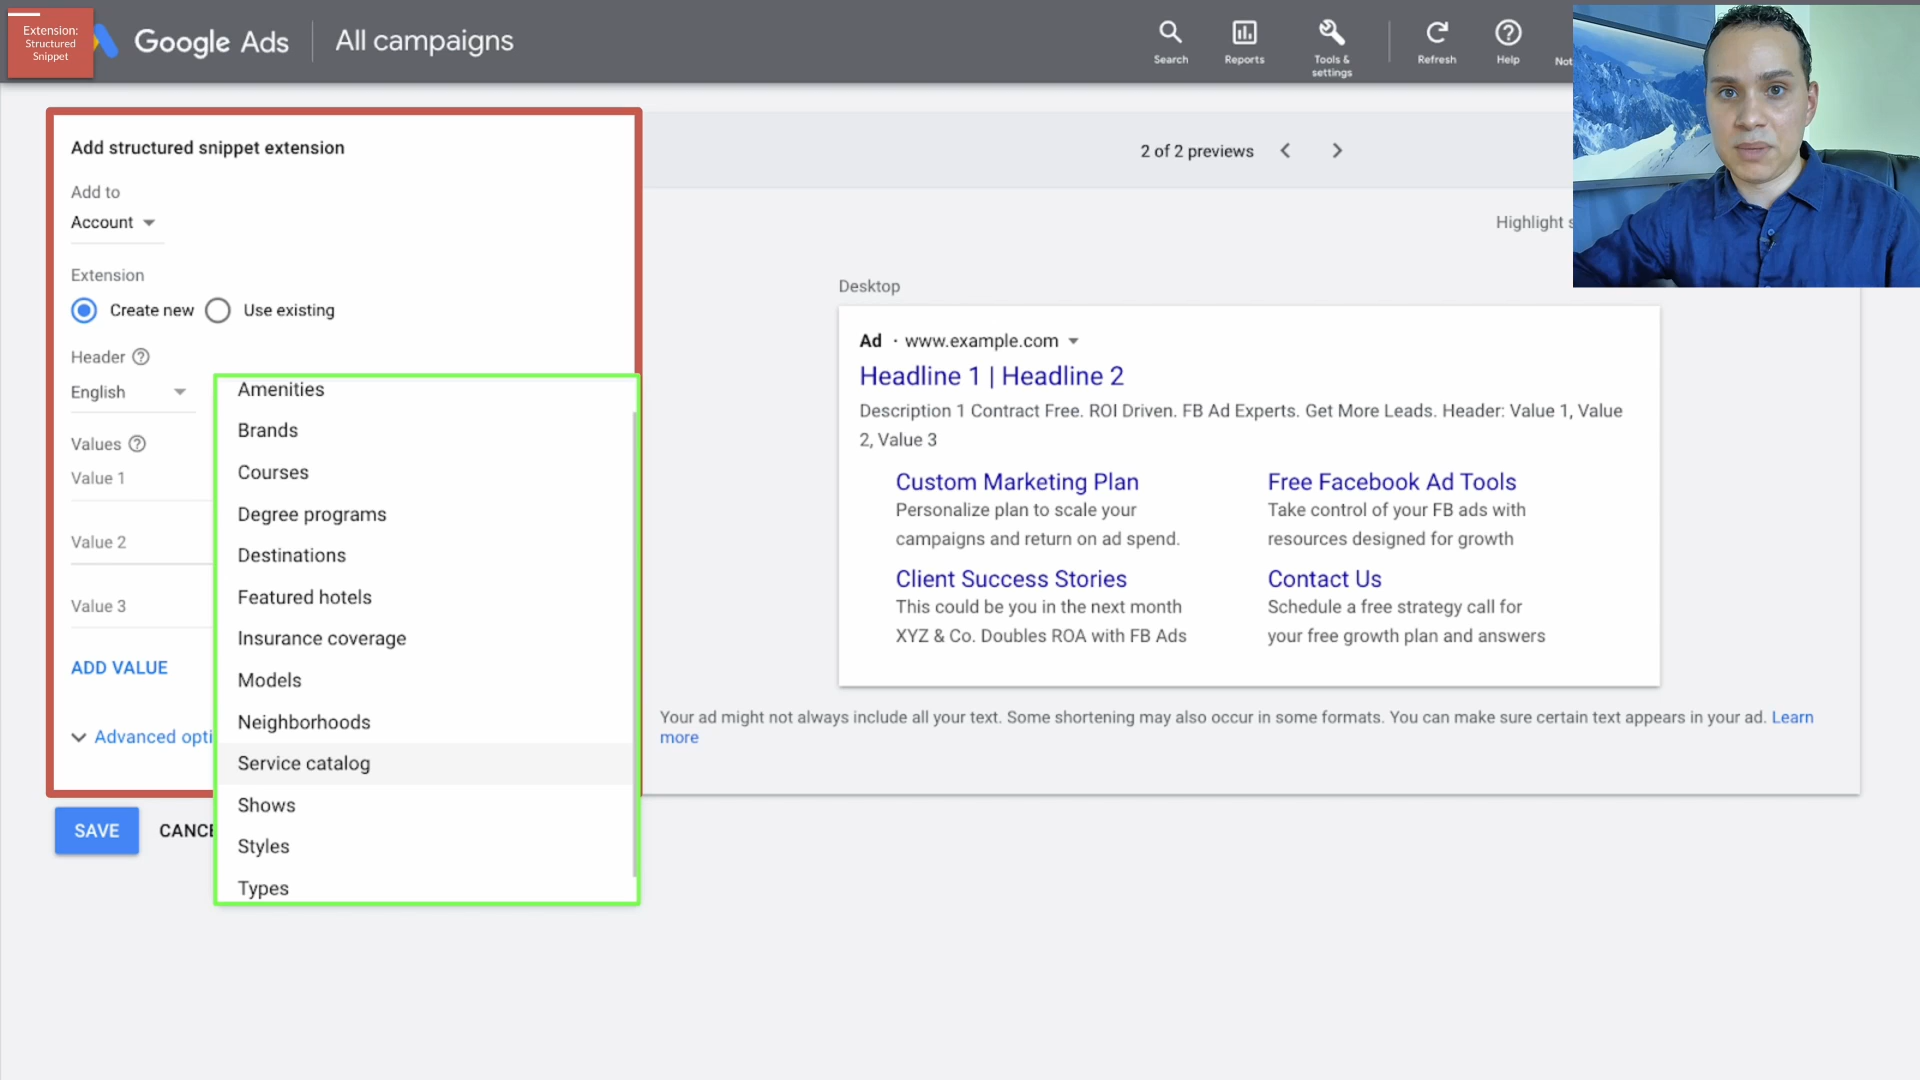 Extension:
Structured
Snippet
Google Ads
All campaigns
Search
Reports
Tools &
settings
Refresh
Help
Add structured snippet extension
Add to
Account
Extension
Create new
Use existing
Header
English
Values
Value 1
Value 2
Value 3
ADD VALUE
Advanced opti
SAVE
CANCE
Amenities
Brands
Courses
Degree programs
Destinations
Featured hotels
Insurance coverage
Models
Neighborhoods
Service catalog
Shows
Styles
Types
2 of 2 previews
Highlight s
Desktop
Ad · www.example.com
Headline 1 | Headline 2
Description 1 Contract Free. ROI Driven. FB Ad Experts. Get More Leads. Header: Value 1, Value
2, Value 3
Custom Marketing Plan
Personalize plan to scale your
campaigns and return on ad spend.
Free Facebook Ad Tools
Take control of your FB ads with
resources designed for growth
Client Success Stories
This could be you in the next month
XYZ & Co. Doubles ROA with FB Ads
Contact Us
Schedule a free strategy call for
your free growth plan and answers
Your ad might not always include all your text. Some shortening may also occur in some formats. You can make sure certain text appears in your ad. Learn
more